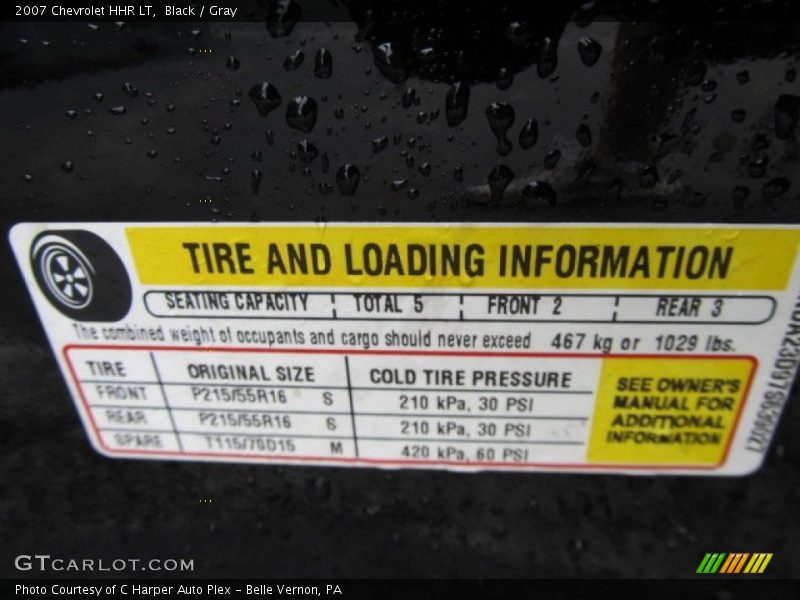 2007 Chevrolet HHR LT,  Black / Gray
TIRE AND LOADING INFORMATION
SEATING CAPACITY ¦ TOTAL 5 ¦ FRONT 2 ¦ REAR 3
The combined weight of occupants and cargo should never exceed 467 kg or 1029 lbs.
TIRE ORIGINAL SIZE COLD TIRE PRESSURE
FRONT P215/55R16 S 210 kPa, 30 PSI
REAR P215/55R16 S 210 kPa, 30 PSI
SPARE T115/70D15 M 420 kPa, 60 PSI
SEE OWNER'S
MANUAL FOR
ADDITIONAL
INFORMATION
GTCARLOT.COM
Photo Courtesy of C Harper Auto Plex - Belle Vernon, PA